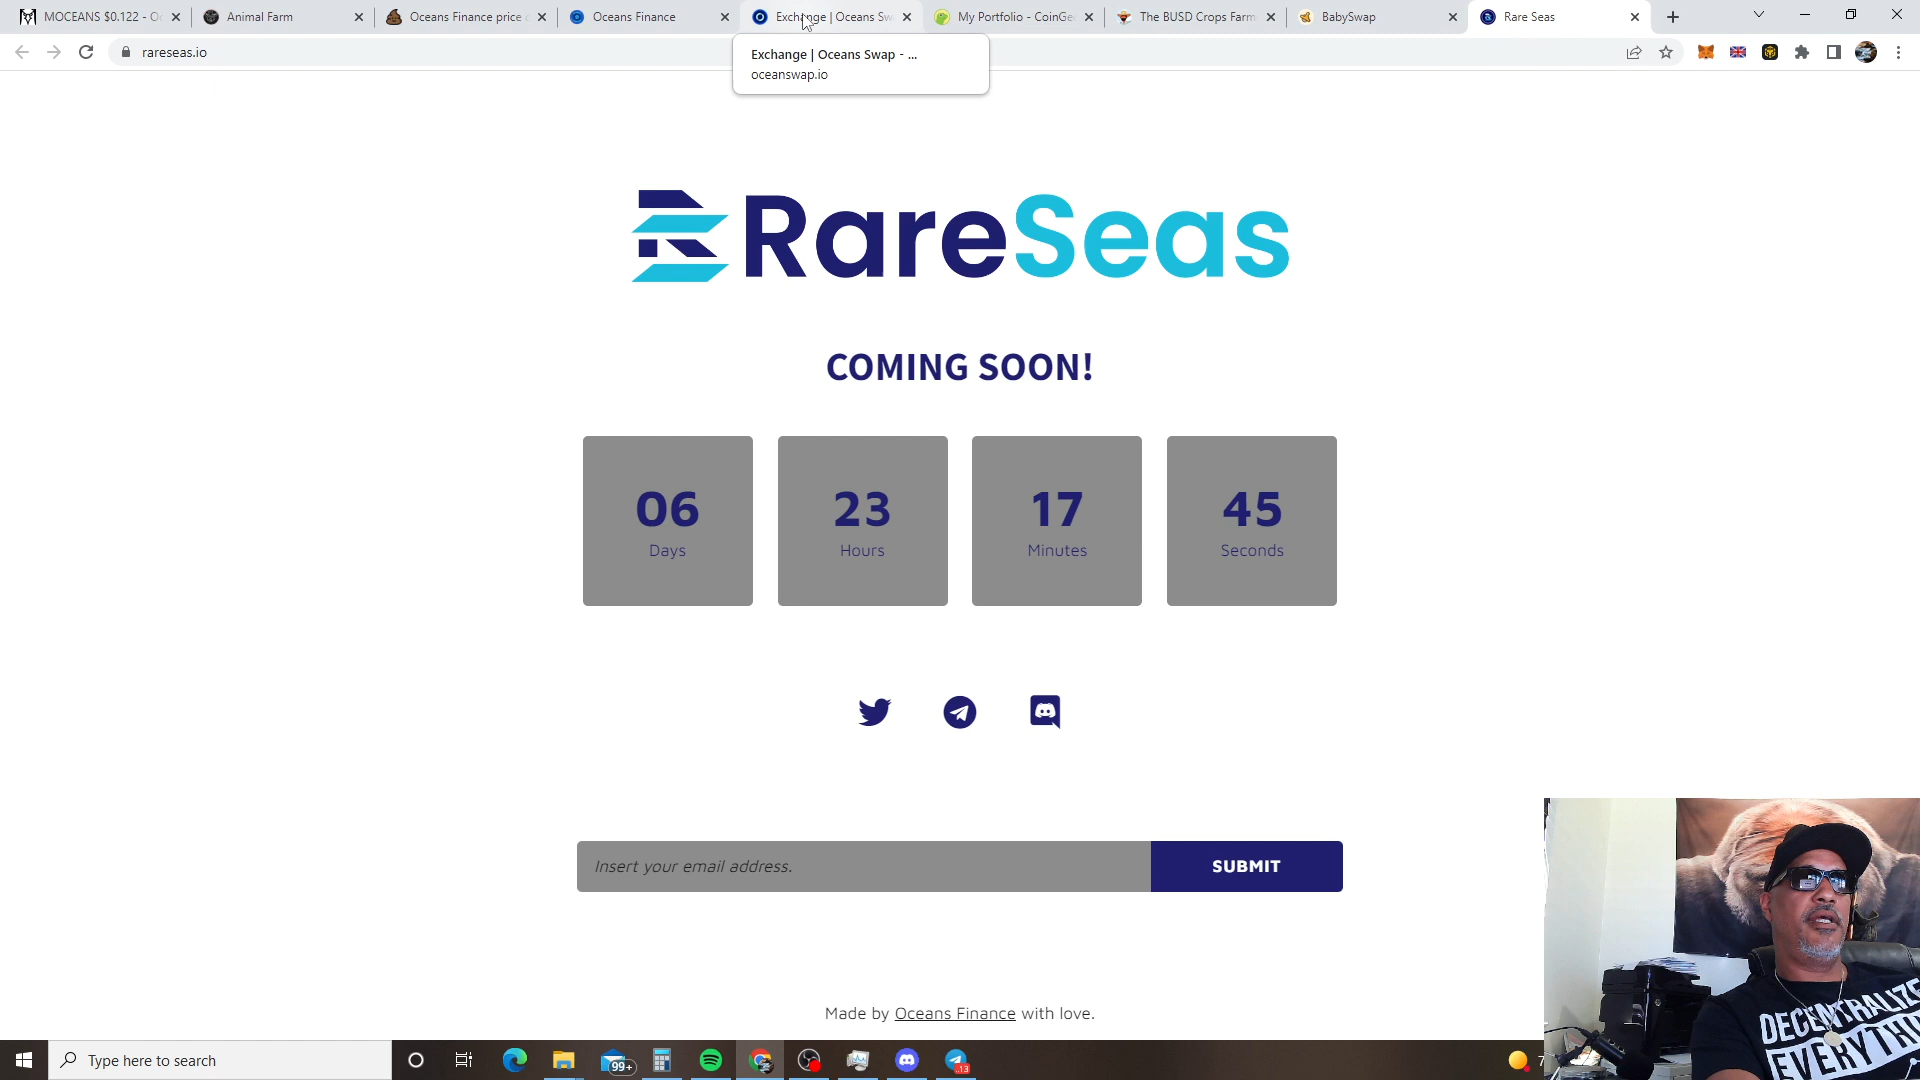 MOCEANS $0.122 - Oc
Animal Farm
Oceans Finance price c
Oceans Finance
Exchange | Oceans Sw
My Portfolio - CoinGe
The BUSD Crops Farm
BabySwap
Rare Seas
rareseas.io
Exchange | Oceans Swap - ...
oceanswap.io
RareSeas
COMING SOON!
06
23
17
45
Days
Hours
Minutes
Seconds
Insert your email address.
SUBMIT
Made by Oceans Finance with love.
DECENTRALIZE
EVERYTHI
Type here to search
99+
13
7